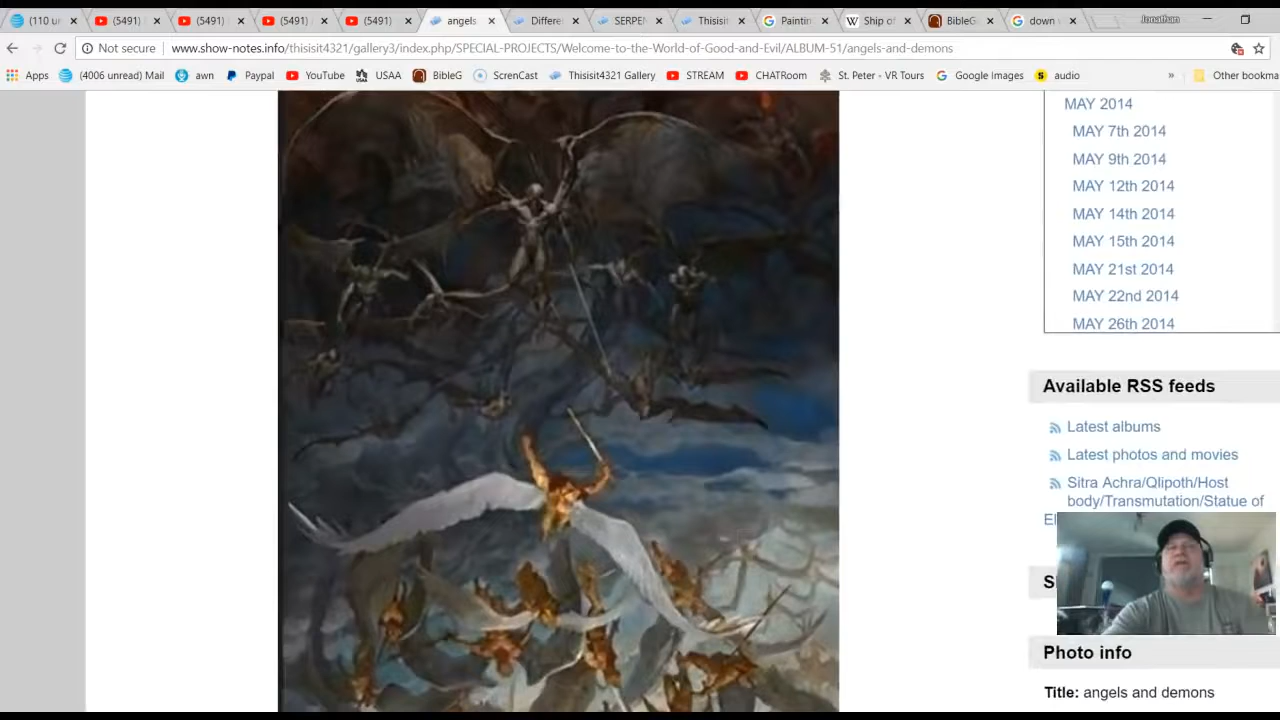 (110 ur
(5491)
(5491)
(5491)
(5491)
angels
Differe
SERPE
Thisisit
Paintin
Ship of
BibleG
down v
Jonathan
Not secure
www.show-notes.info/thisisit4321/gallery3/index.php/SPECIAL-PROJECTS/Welcome-to-the-World-of-Good-and-Evil/ALBUM-51/angels-and-demons
Apps
(4006 unread) Mail
awn
Paypal
YouTube
USAA
BibleG
ScrenCast
Thisisit4321 Gallery
STREAM
CHATRoom
St. Peter - VR Tours
Google Images
audio
»
Other bookma
MAY 2014
MAY 7th 2014
MAY 9th 2014
MAY 12th 2014
MAY 14th 2014
MAY 15th 2014
MAY 21st 2014
MAY 22nd 2014
MAY 26th 2014
Available RSS feeds
Latest albums
Latest photos and movies
Sitra Achra/Qlipoth/Host
body/Transmutation/Statue of
Photo info
Title: angels and demons